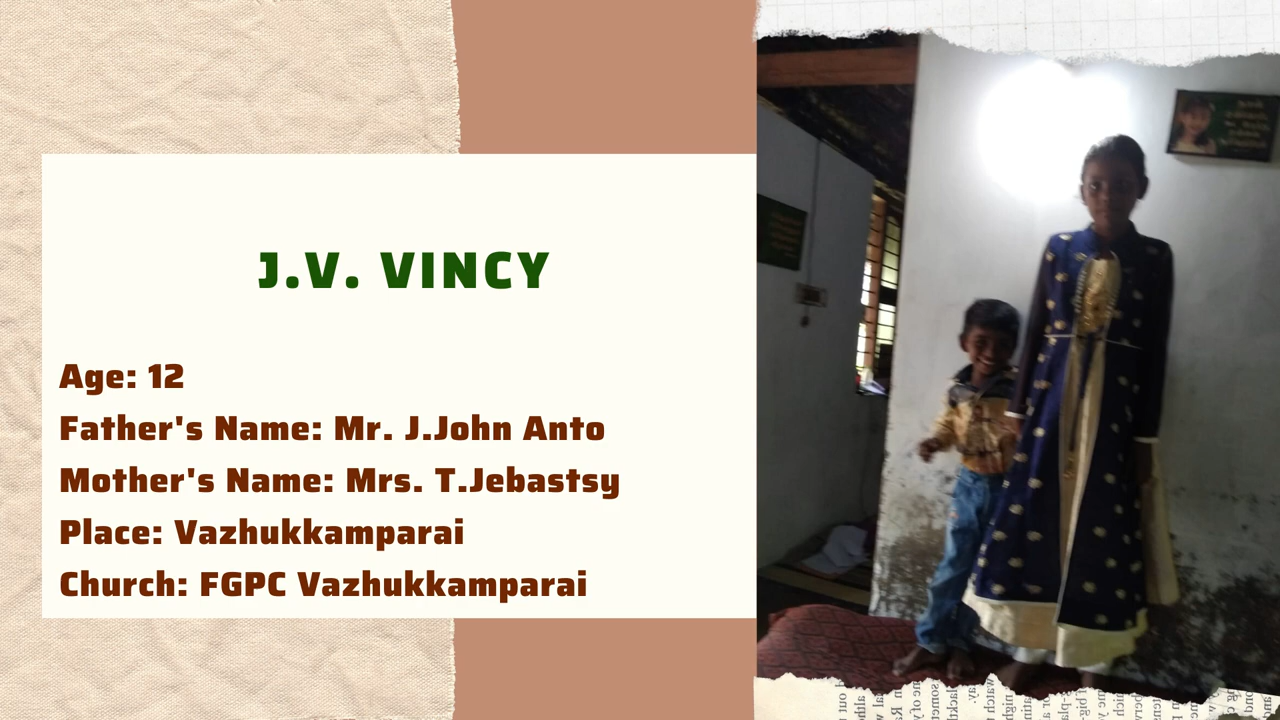 J.V. VINCY
Age: 12
Father's Name: Mr. J.John Anto
Mother's Name: Mrs. T.Jebastsy
Place: Vazhukkamparai
Church: FGPC Vazhukkamparai